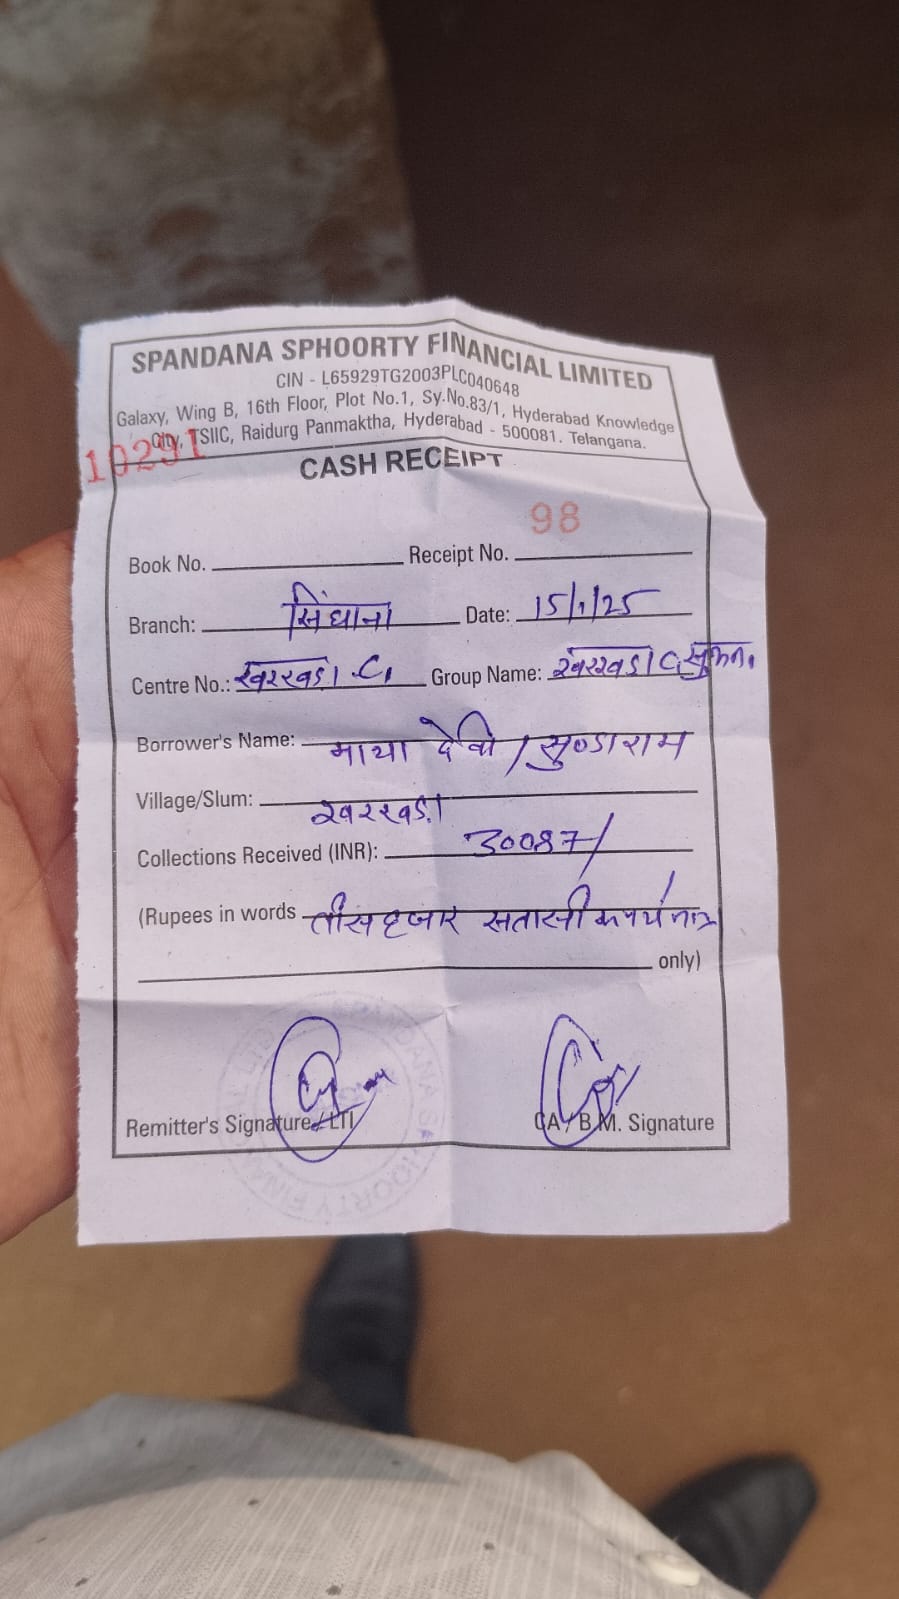 SPANDANA SPHOORTY FINANCIAL LIMITED
CIN - L65929TG2003PLC040648
Galaxy, Wing B, 16th Floor, Plot No.1, Sy.No.83/1, Hyderabad Knowledge
City, TSIIC, Raidurg Panmaktha, Hyderabad - 500081. Telangana.
10291
CASH RECEIPT
98
Book No. Receipt No.
Branch: सिंघाना Date: 15/1/25
Centre No.: खरखडा C1 Group Name: खरखडा C
Borrower's Name: माया देवी / सुण्डाराम
Village/Slum: खरखडा
Collections Received (INR): 30087/
(Rupees in words तीस हजार सतासी रूपये मात्र
only)
Remitter's Signature / LTI CA / B.M. Signature